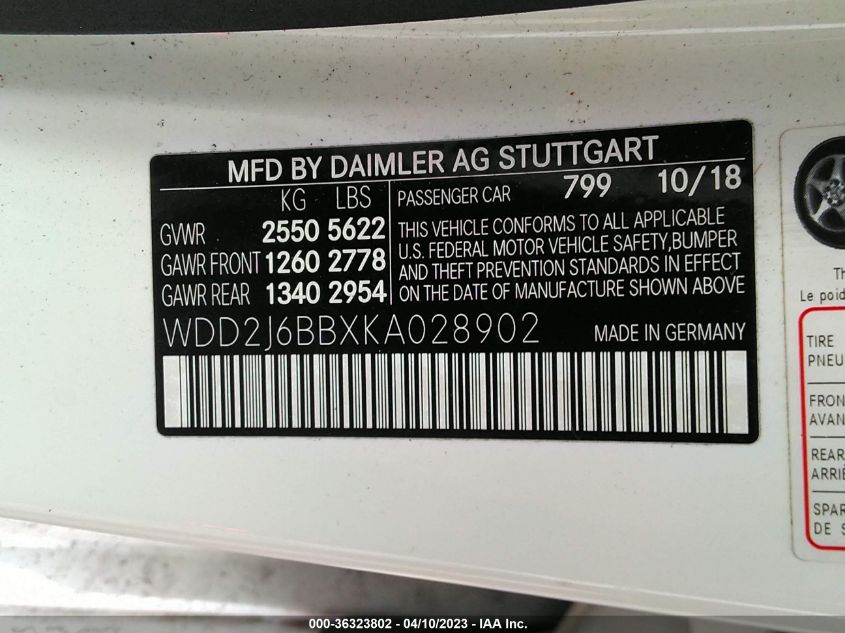 MFD BY DAIMLER AG STUTTGART
KG LBS
GVWR 2550 5622
GAWR FRONT 1260 2778
GAWR REAR 1340 2954
PASSENGER CAR 799 10/18
THIS VEHICLE CONFORMS TO ALL APPLICABLE
U.S. FEDERAL MOTOR VEHICLE SAFETY,BUMPER
AND THEFT PREVENTION STANDARDS IN EFFECT
ON THE DATE OF MANUFACTURE SHOWN ABOVE
WDD2J6BBXKA028902 MADE IN GERMANY
Le poid
TIRE
PNEU
FRON
AVAN
REAR
ARRIÈ
SPAR
DE S
000-36323802 - 04/10/2023 - IAA Inc.